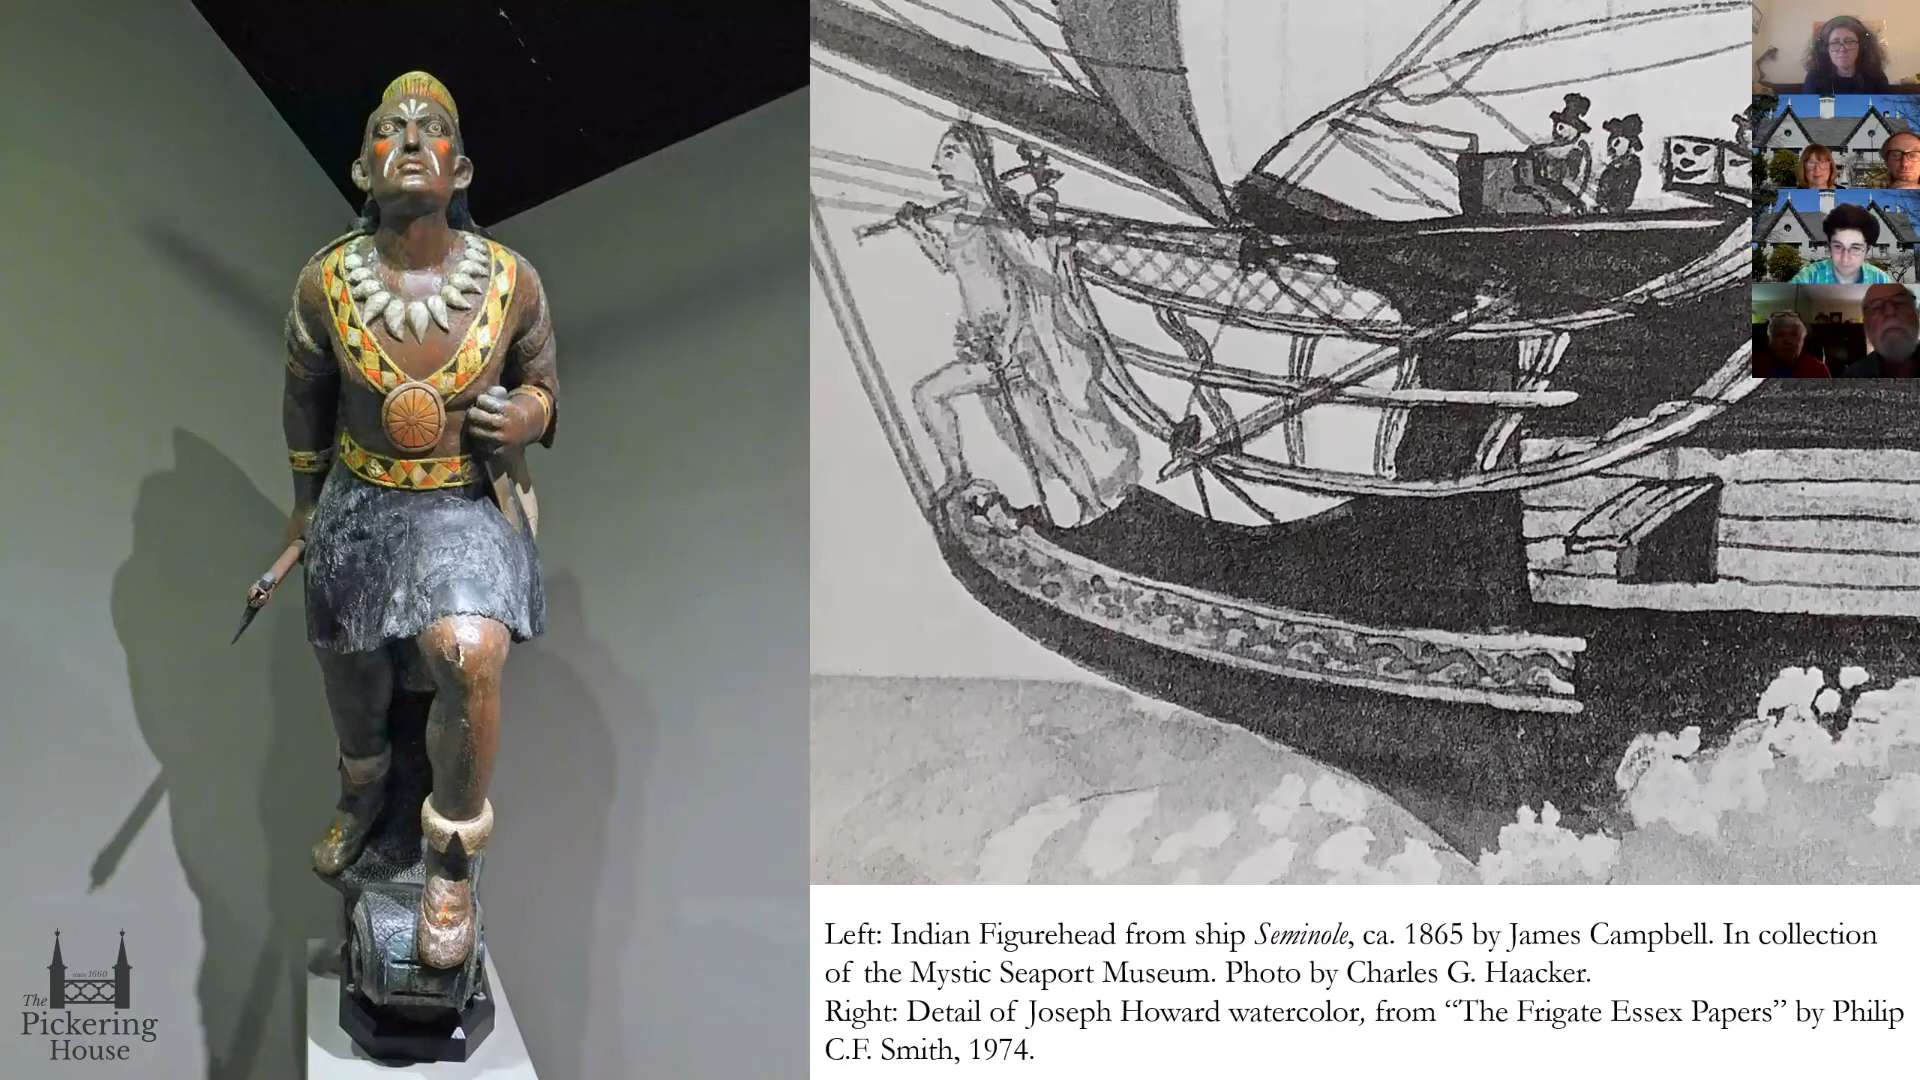 Left: Indian Figurehead from ship Seminole, ca. 1865 by James Campbell. In collection
of the Mystic Seaport Museum. Photo by Charles G. Haacker.
Right: Detail of Joseph Howard watercolor, from “The Frigate Essex Papers” by Philip
C.F. Smith, 1974.
since 1660
The
Pickering
House